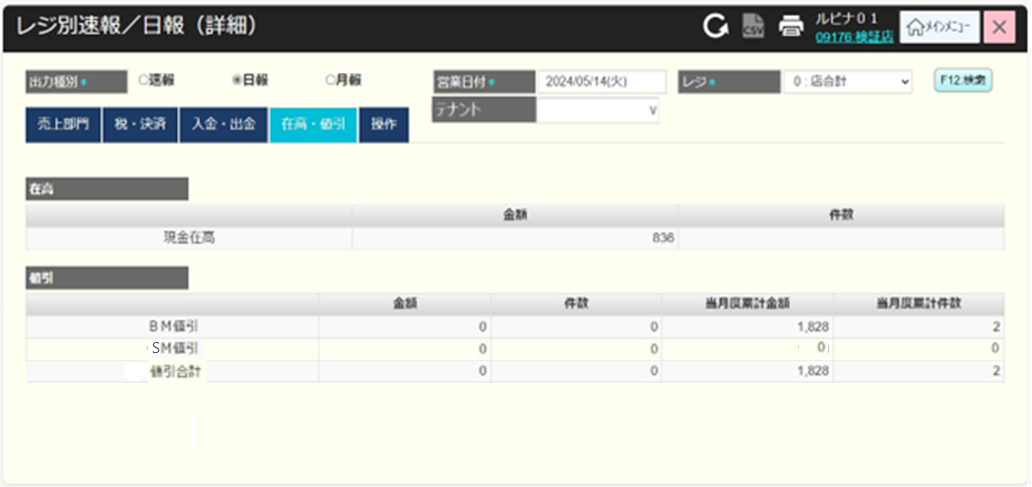 レジ別速報／日報（詳細）
CSV
ルピナ０１
09176:検証店
メインメニュー
出力種別
速報
日報
月報
営業日付
2024/05/14(火)
レジ
0 : 店合計
F12:検索
テナント
売上部門
税・決済
入金・出金
在高・値引
操作
在高
金額 件数
現金在高 836
値引
金額 件数 当月度累計金額 当月度累計件数
ＢＭ値引 0 0 1,828 2
SM値引 0 0 0 0
値引合計 0 0 1,828 2